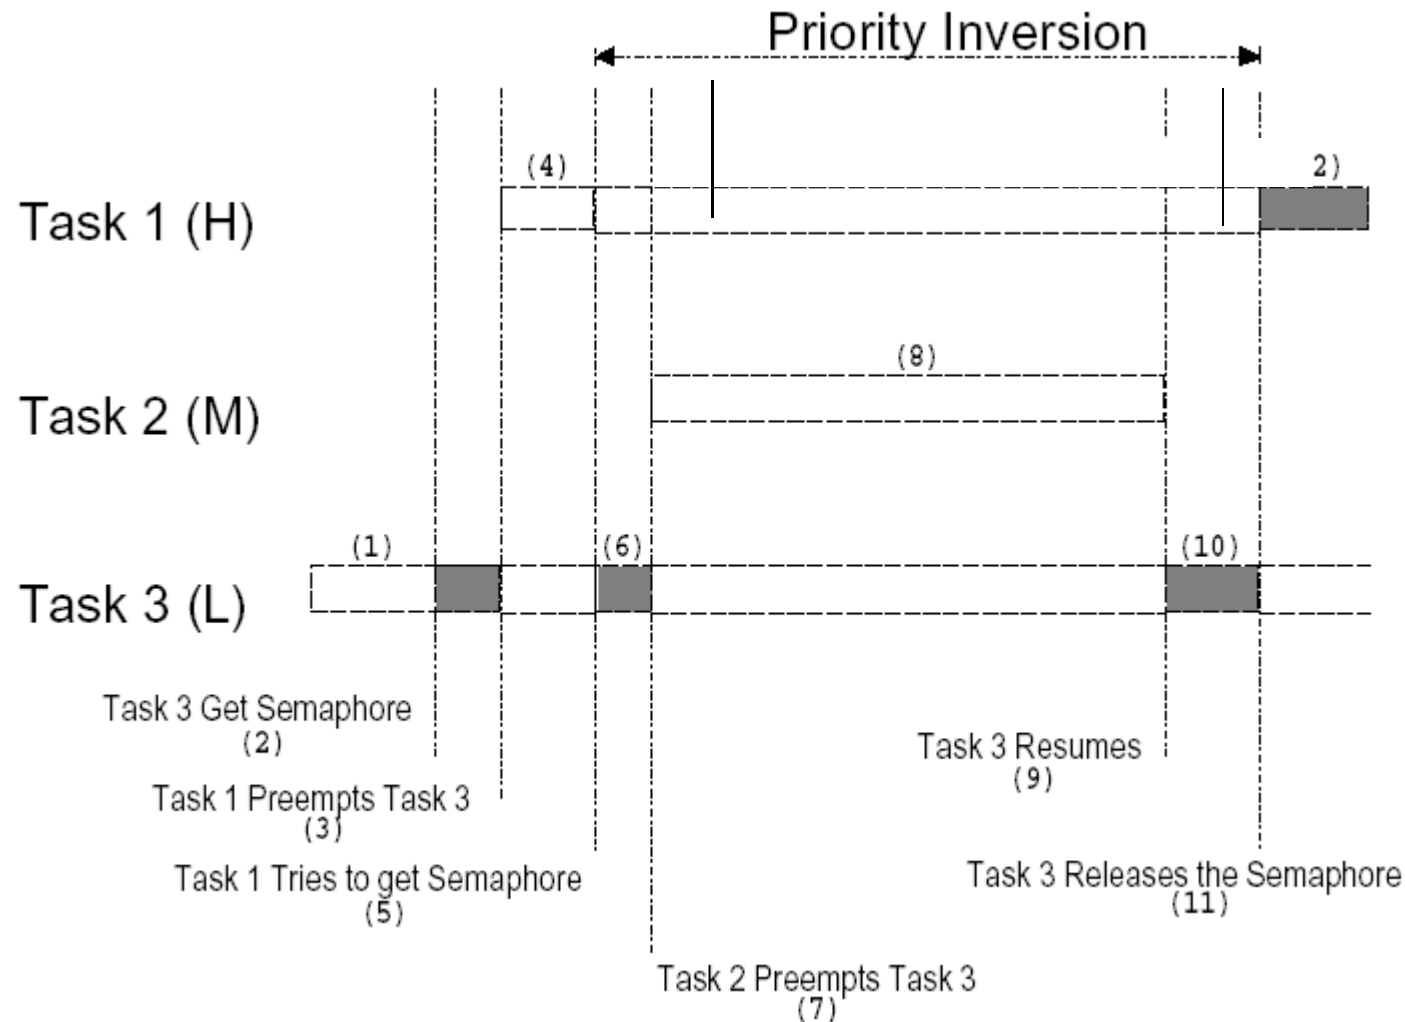 Priority Inversion
(4)
2)
Task 1 (H)
(8)
Task 2 (M)
(1)
(6)
(10)
Task 3 (L)
Task 3 Get Semaphore
(2)
Task 3 Resumes
(9)
Task 1 Preempts Task 3
(3)
Task 1 Tries to get Semaphore
(5)
Task 3 Releases the Semaphore
(11)
Task 2 Preempts Task 3
(7)